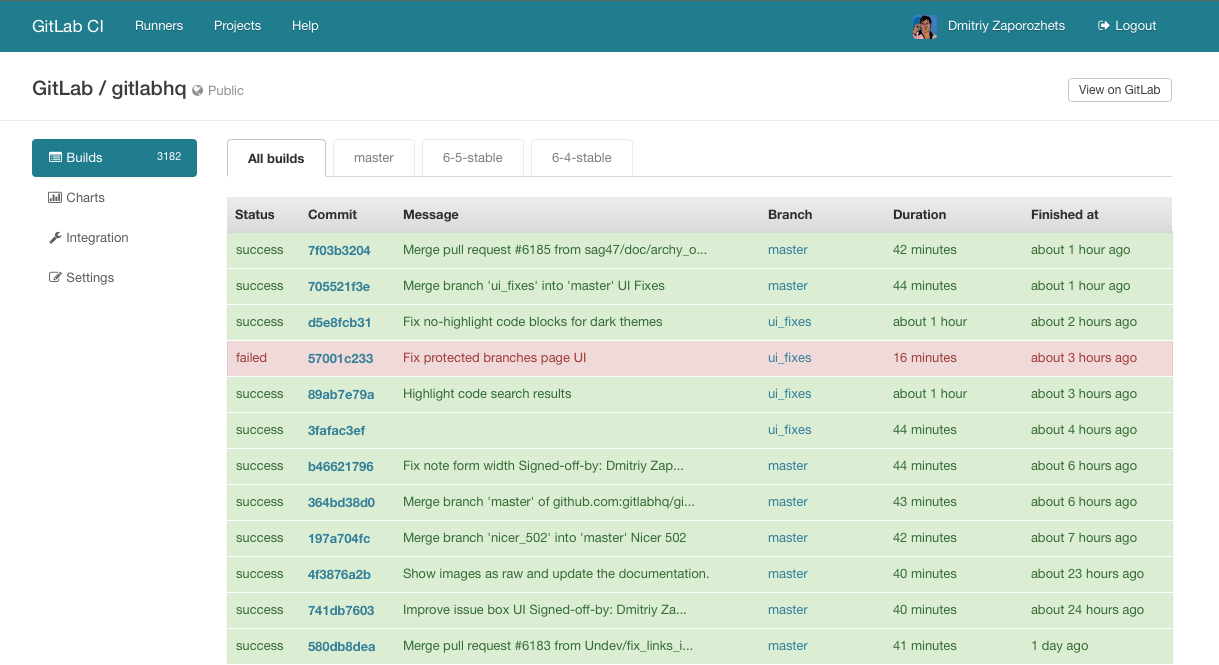 GitLab CI Runners Projects Help Dmitriy Zaporozhets Logout
GitLab / gitlabhq Public View on GitLab
Builds 3182
Charts
Integration
Settings
All builds master 6-5-stable 6-4-stable
Status Commit Message Branch Duration Finished at
success 7f03b3204 Merge pull request #6185 from sag47/doc/archy_o... master 42 minutes about 1 hour ago
success 705521f3e Merge branch 'ui_fixes' into 'master' UI Fixes master 44 minutes about 1 hour ago
success d5e8fcb31 Fix no-highlight code blocks for dark themes ui_fixes about 1 hour about 2 hours ago
failed 57001c233 Fix protected branches page UI ui_fixes 16 minutes about 3 hours ago
success 89ab7e79a Highlight code search results ui_fixes about 1 hour about 3 hours ago
success 3fafac3ef ui_fixes 44 minutes about 4 hours ago
success b46621796 Fix note form width Signed-off-by: Dmitriy Zap... master 44 minutes about 6 hours ago
success 364bd38d0 Merge branch 'master' of github.com:gitlabhq/gi... master 43 minutes about 6 hours ago
success 197a704fc Merge branch 'nicer_502' into 'master' Nicer 502 master 42 minutes about 7 hours ago
success 4f3876a2b Show images as raw and update the documentation. master 40 minutes about 23 hours ago
success 741db7603 Improve issue box UI Signed-off-by: Dmitriy Za... master 40 minutes about 24 hours ago
success 580db8dea Merge pull request #6183 from Undev/fix_links_i... master 41 minutes 1 day ago